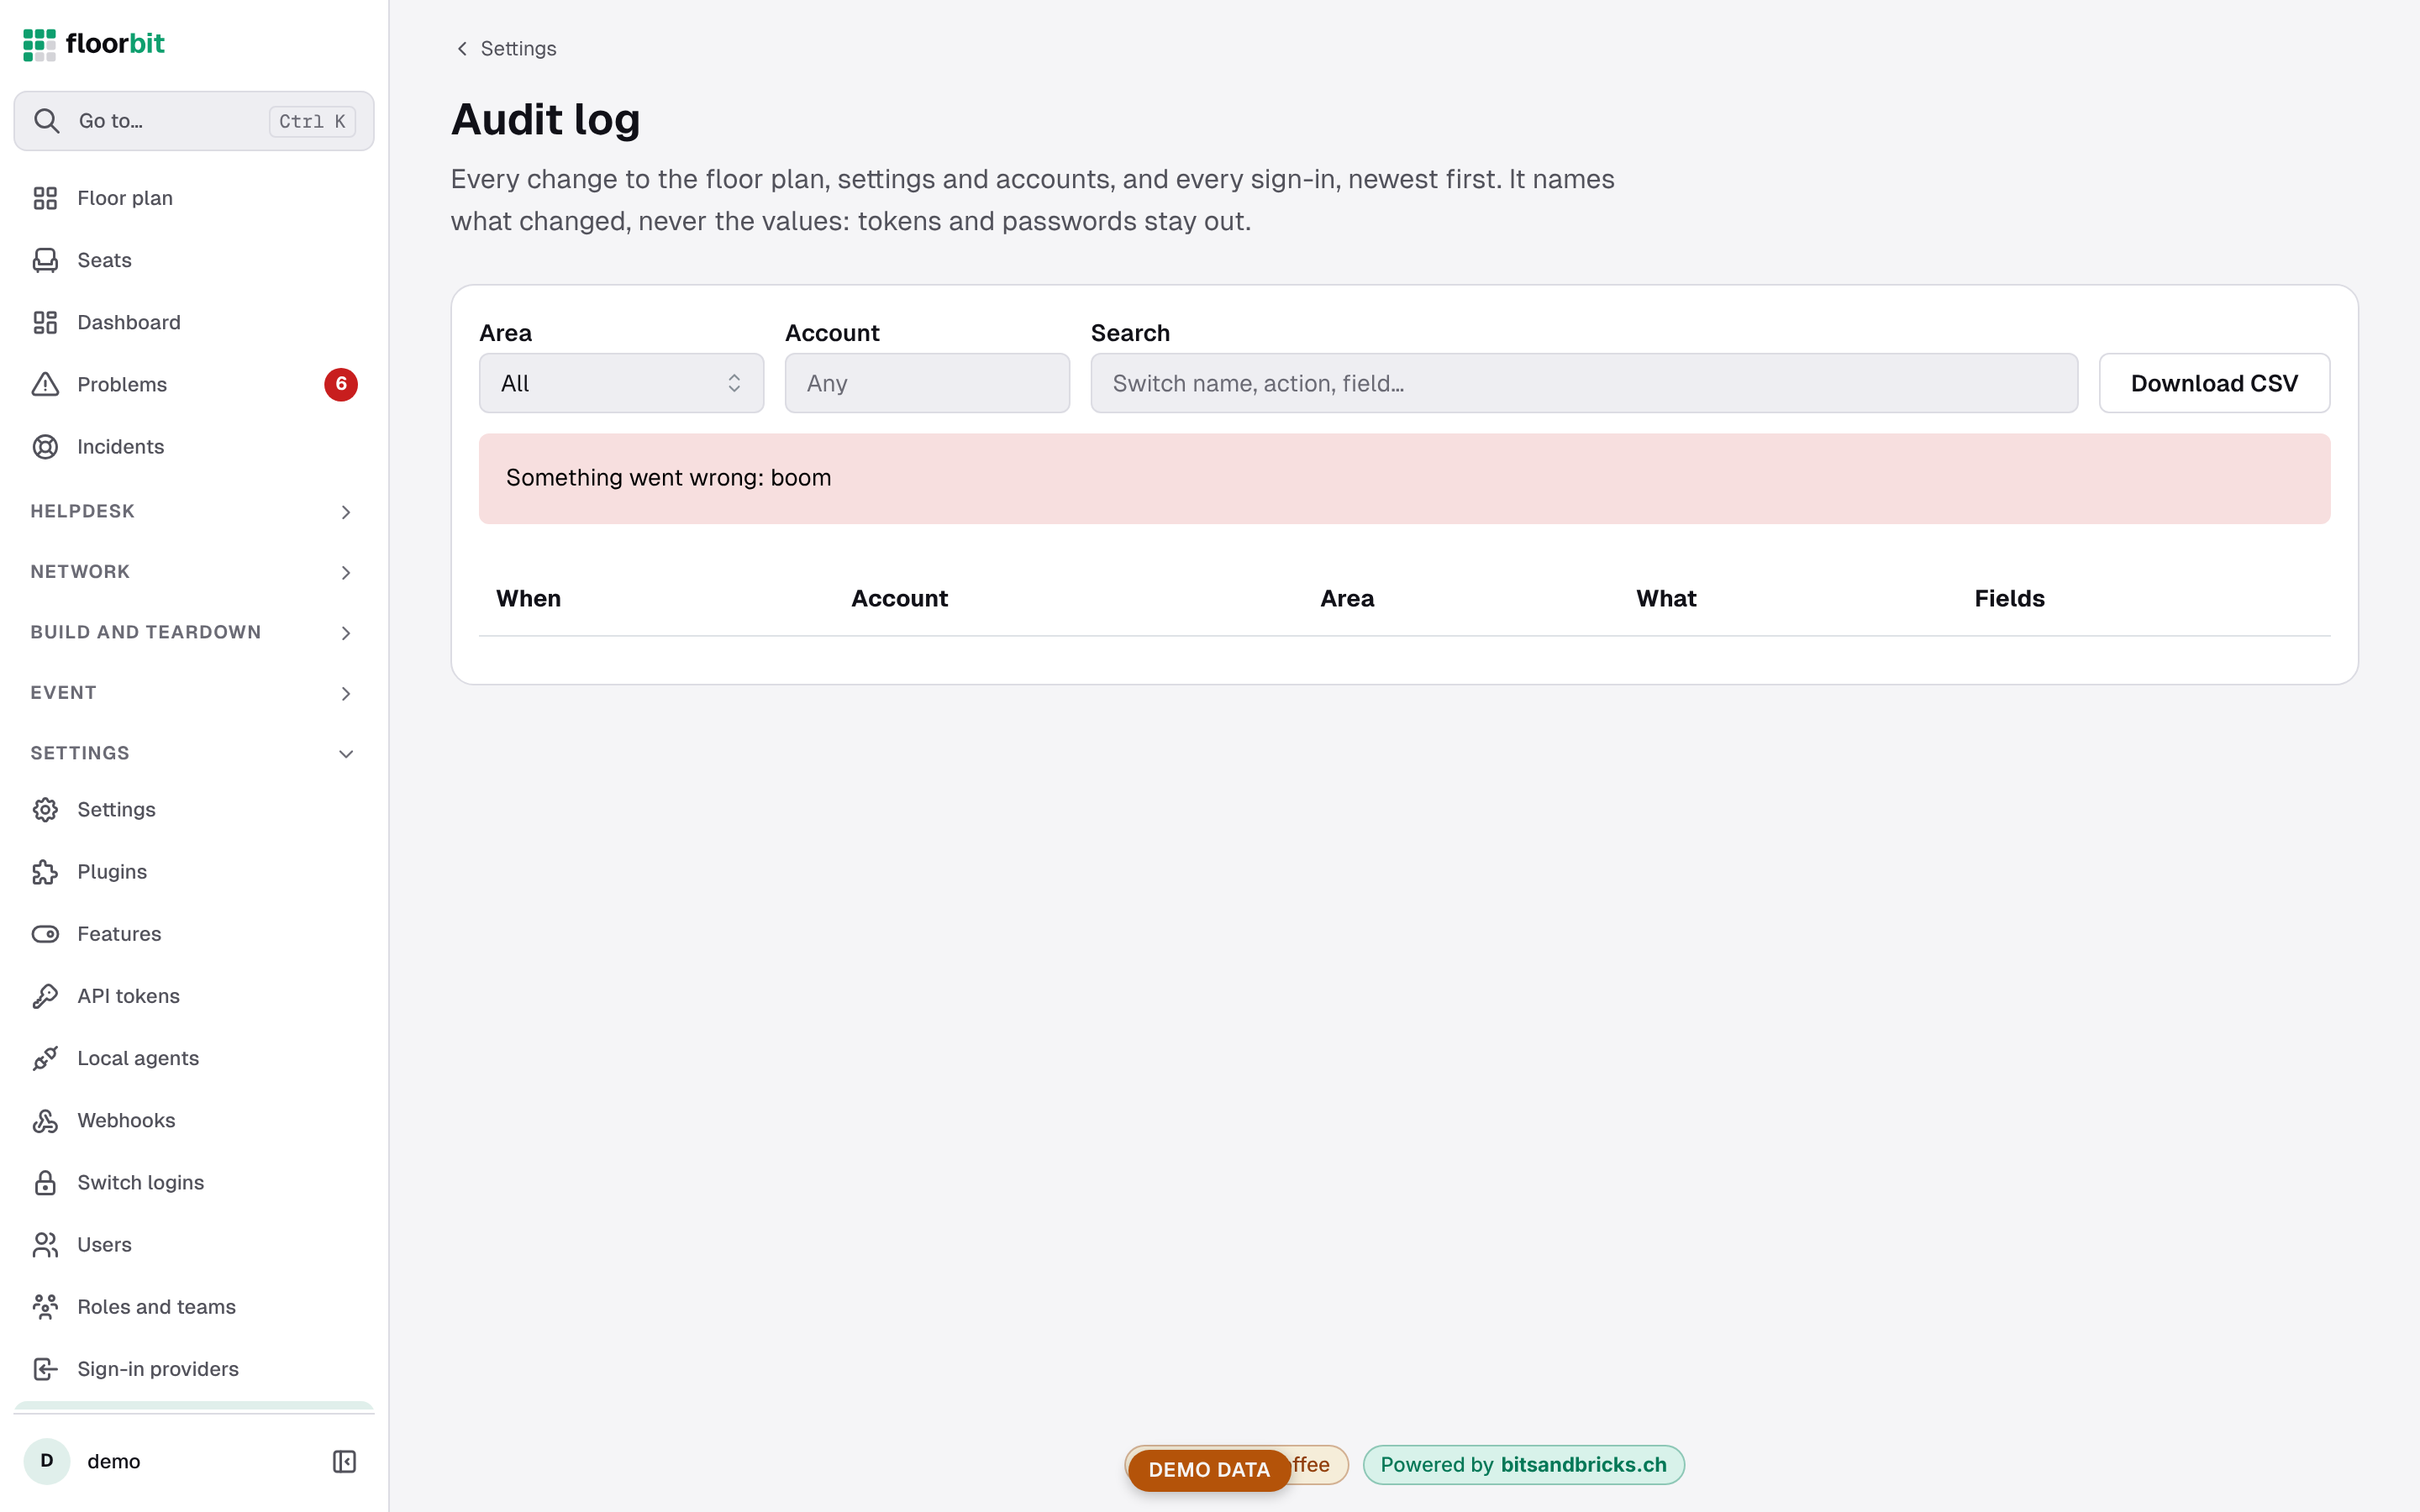 floorbit
Go to...
Ctrl K
Floor plan
Seats
Dashboard
Problems
6
Incidents
HELPDESK
NETWORK
BUILD AND TEARDOWN
EVENT
SETTINGS
Settings
Plugins
Features
API tokens
Local agents
Webhooks
Switch logins
Users
Roles and teams
Sign-in providers
D
demo
Settings
Audit log
Every change to the floor plan, settings and accounts, and every sign-in, newest first. It names
what changed, never the values: tokens and passwords stay out.
Area
Account
Search
All
Any
Switch name, action, field...
Download CSV
Something went wrong: boom
When
Account
Area
What
Fields
DEMO DATA
ffee
Powered by bitsandbricks.ch